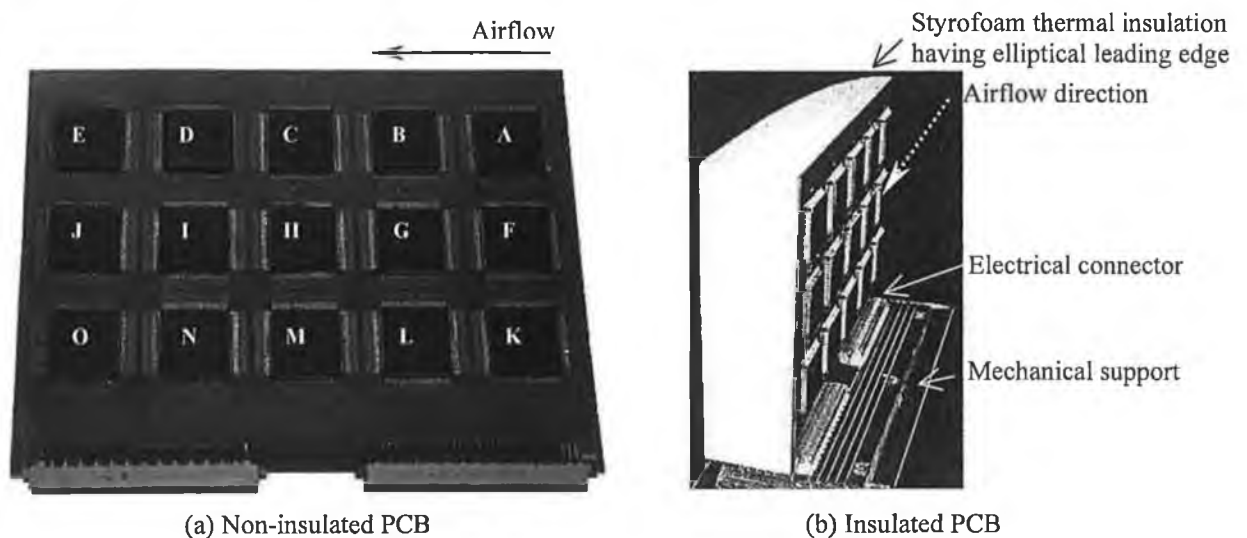 Airflow
E D C B A
J I H G F
O N M L K
(a) Non-insulated PCB
Styrofoam thermal insulation
having elliptical leading edge
Airflow direction
Electrical connector
Mechanical support
(b) Insulated PCB